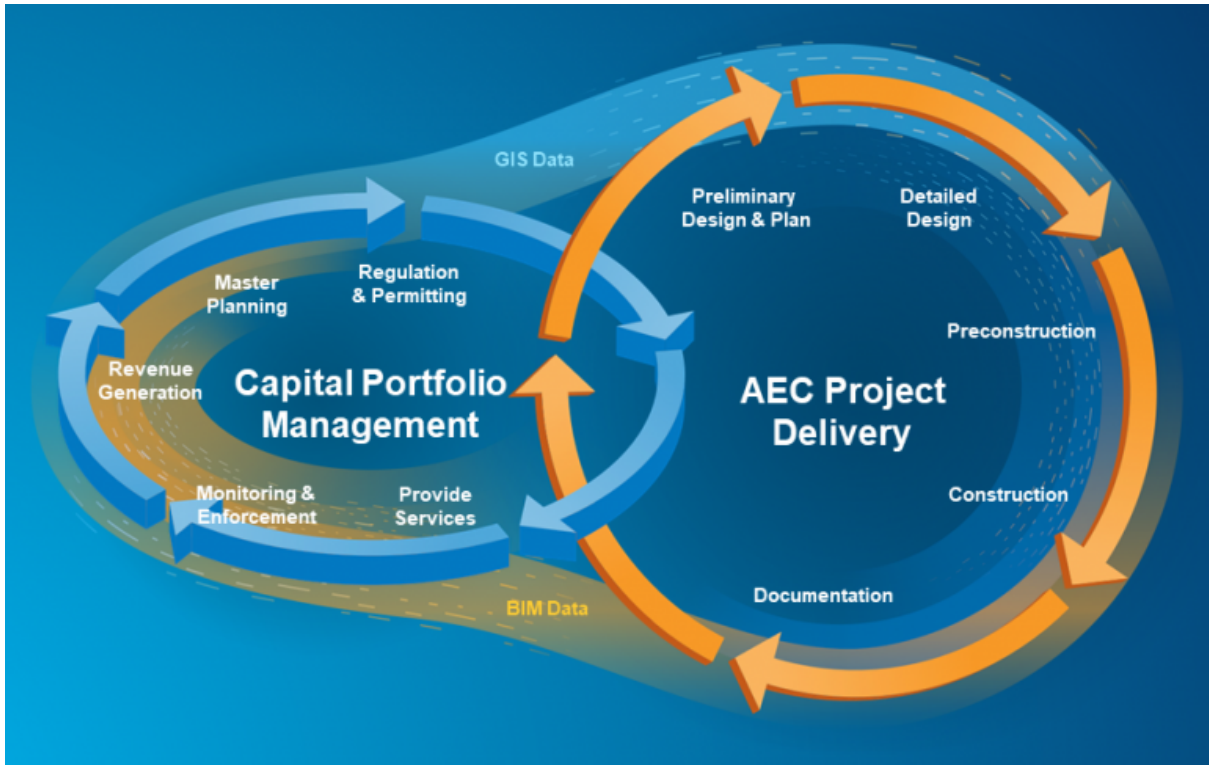 GIS Data
Preliminary
Design & Plan
Detailed
Design
Master
Planning
Regulation
& Permitting
Preconstruction
Revenue
Generation
Capital Portfolio
Management
AEC Project
Delivery
Monitoring &
Enforcement
Provide
Services
Construction
Documentation
BIM Data